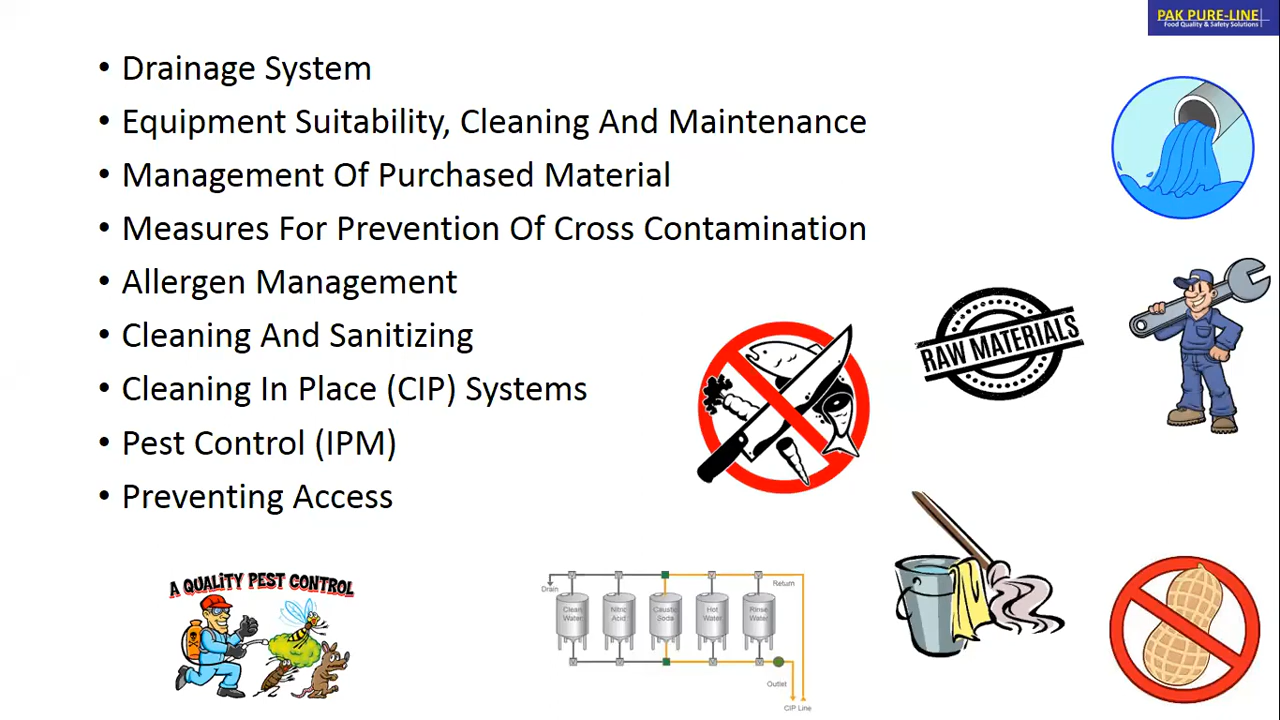 PAK PURE-LINE
Food Quality & Safety Solutions
• Drainage System
• Equipment Suitability, Cleaning And Maintenance
• Management Of Purchased Material
• Measures For Prevention Of Cross Contamination
• Allergen Management
• Cleaning And Sanitizing
• Cleaning In Place (CIP) Systems
• Pest Control (IPM)
• Preventing Access
RAW MATERIALS
A QUALITY PEST CONTROL
Drain
Return
Clean Water
Nitric Acid
Caustic Soda
Hot Water
Rinse Water
Outlet
CIP Line